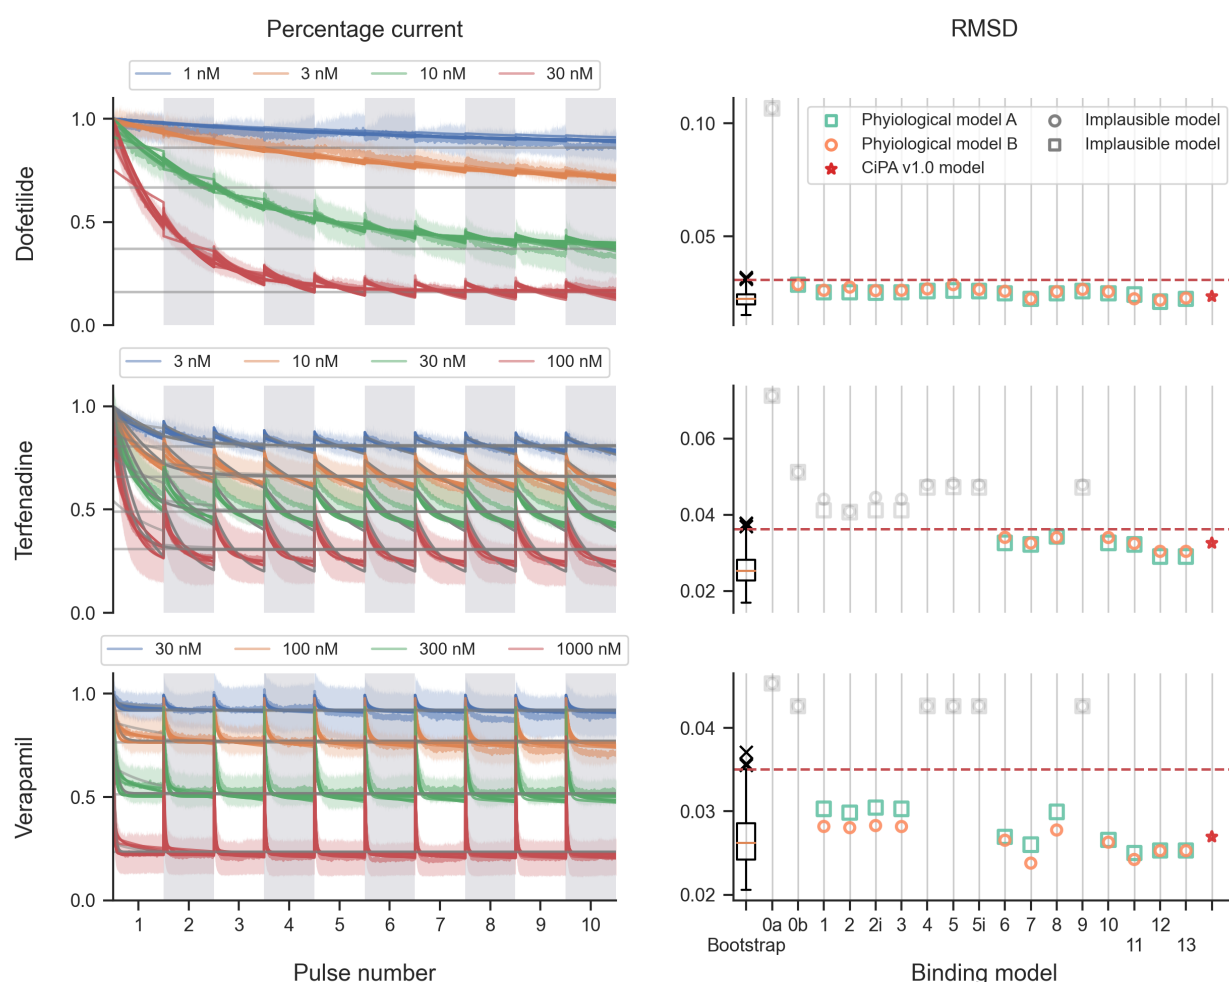 Percentage current
RMSD
1 nM 3 nM 10 nM 30 nM
Dofetilide
1.0
0.5
0.0
0.10
0.05
Phyiological model A
Phyiological model B
CiPA v1.0 model
Implausible model
Implausible model
3 nM 10 nM 30 nM 100 nM
Terfenadine
1.0
0.5
0.0
0.06
0.04
0.02
30 nM 100 nM 300 nM 1000 nM
Verapamil
1.0
0.5
0.0
0.04
0.03
0.02
1 2 3 4 5 6 7 8 9 10
Pulse number
0a 0b 1 2 2i 3 4 5 5i 6 7 8 9 10 12
Bootstrap 11 13
Binding model